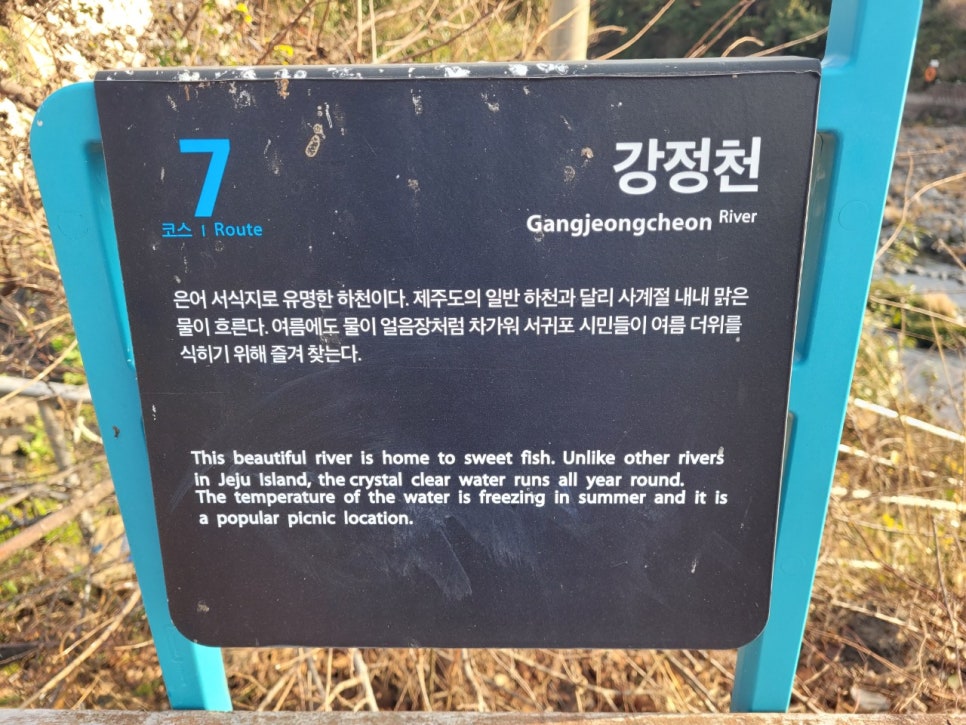 7
코스 | Route
강정천
Gangjeongcheon River
은어 서식지로 유명한 하천이다. 제주도의 일반 하천과 달리 사계절 내내 맑은
물이 흐른다. 여름에도 물이 얼음장처럼 차가워 서귀포 시민들이 여름 더위를
식히기 위해 즐겨 찾는다.
This beautiful river is home to sweet fish. Unlike other rivers
in Jeju Island, the crystal clear water runs all year round.
The temperature of the water is freezing in summer and it is
a popular picnic location.